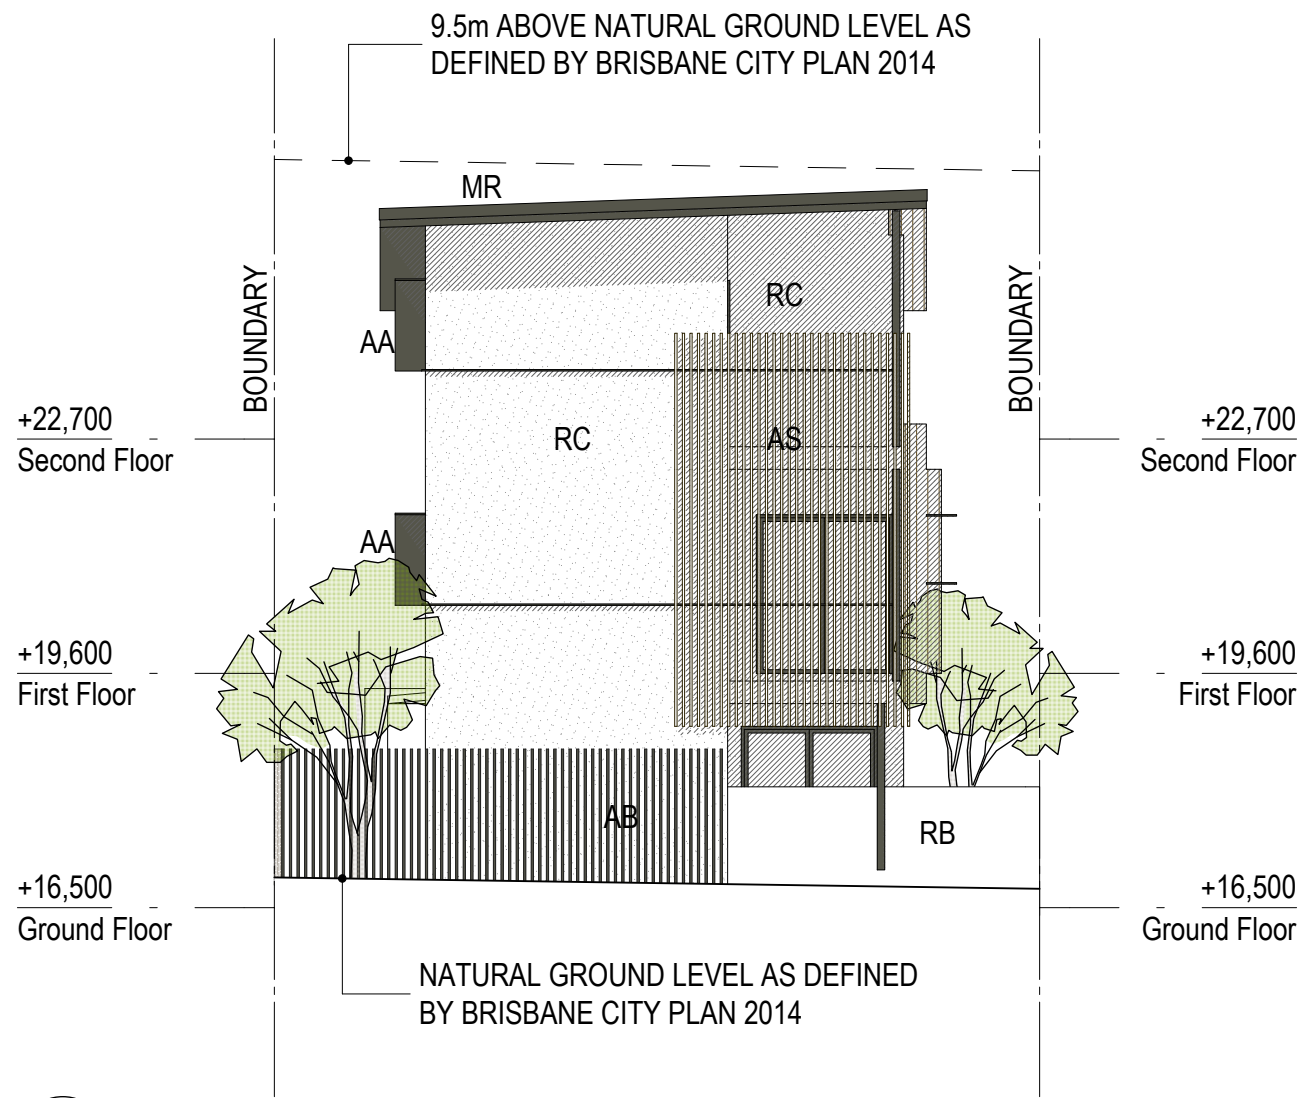 9.5m ABOVE NATURAL GROUND LEVEL AS
DEFINED BY BRISBANE CITY PLAN 2014
MR
BOUNDARY
BOUNDARY
RC
AA
+22,700
Second Floor
RC
AS
+22,700
Second Floor
AA
+19,600
First Floor
+19,600
First Floor
AB
RB
+16,500
Ground Floor
+16,500
Ground Floor
NATURAL GROUND LEVEL AS DEFINED
BY BRISBANE CITY PLAN 2014